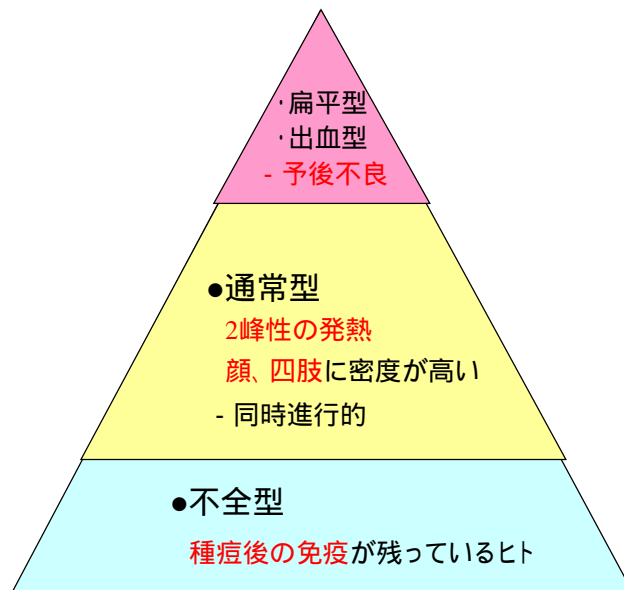 ・扁平型
・出血型
- 予後不良
●通常型
2峰性の発熱
顔、四肢に密度が高い
- 同時進行的
●不全型
種痘後の免疫が残っているヒト